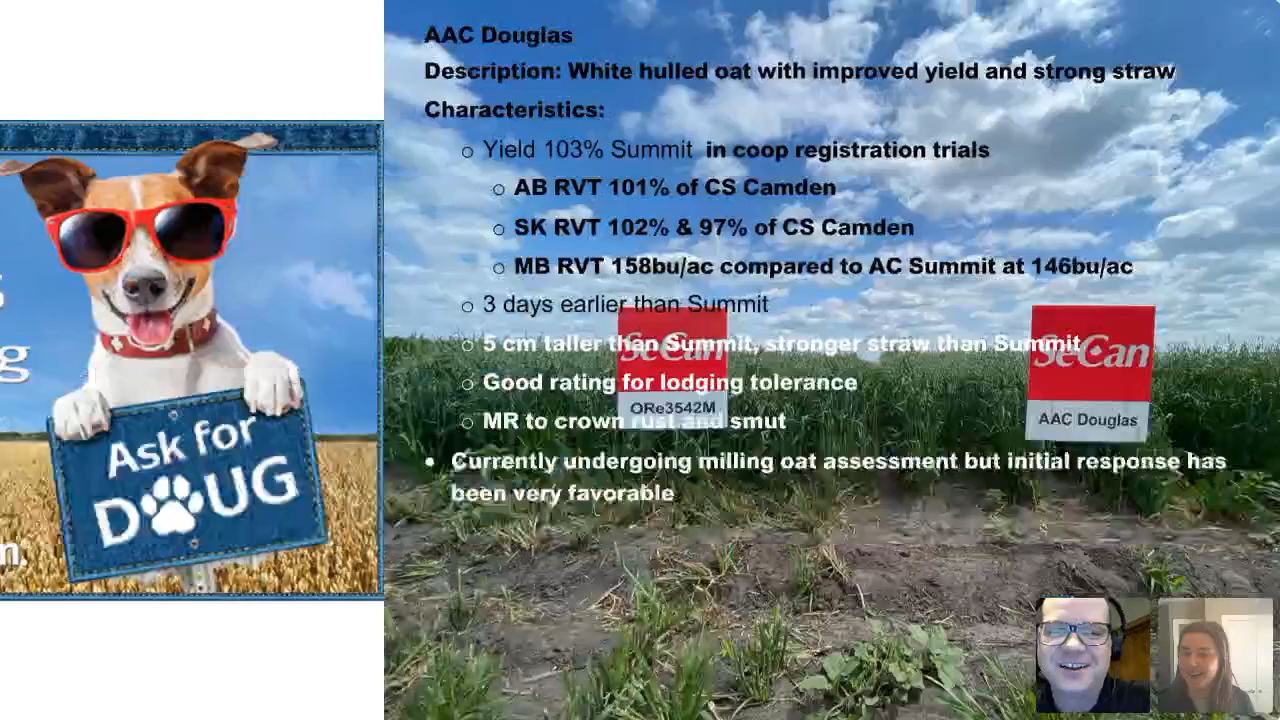 Ask for
DOUG
AAC Douglas
Description: White hulled oat with improved yield and strong straw
Characteristics:
○ Yield 103% Summit in coop registration trials
○ AB RVT 101% of CS Camden
○ SK RVT 102% & 97% of CS Camden
○ MB RVT 158bu/ac compared to AC Summit at 146bu/ac
○ 3 days earlier than Summit
○ 5 cm taller than Summit, stronger straw than Summit
○ Good rating for lodging tolerance
○ MR to crown rust and smut
• Currently undergoing milling oat assessment but initial response has
been very favorable
SeCan
ORe3542M
SeCan
AAC Douglas